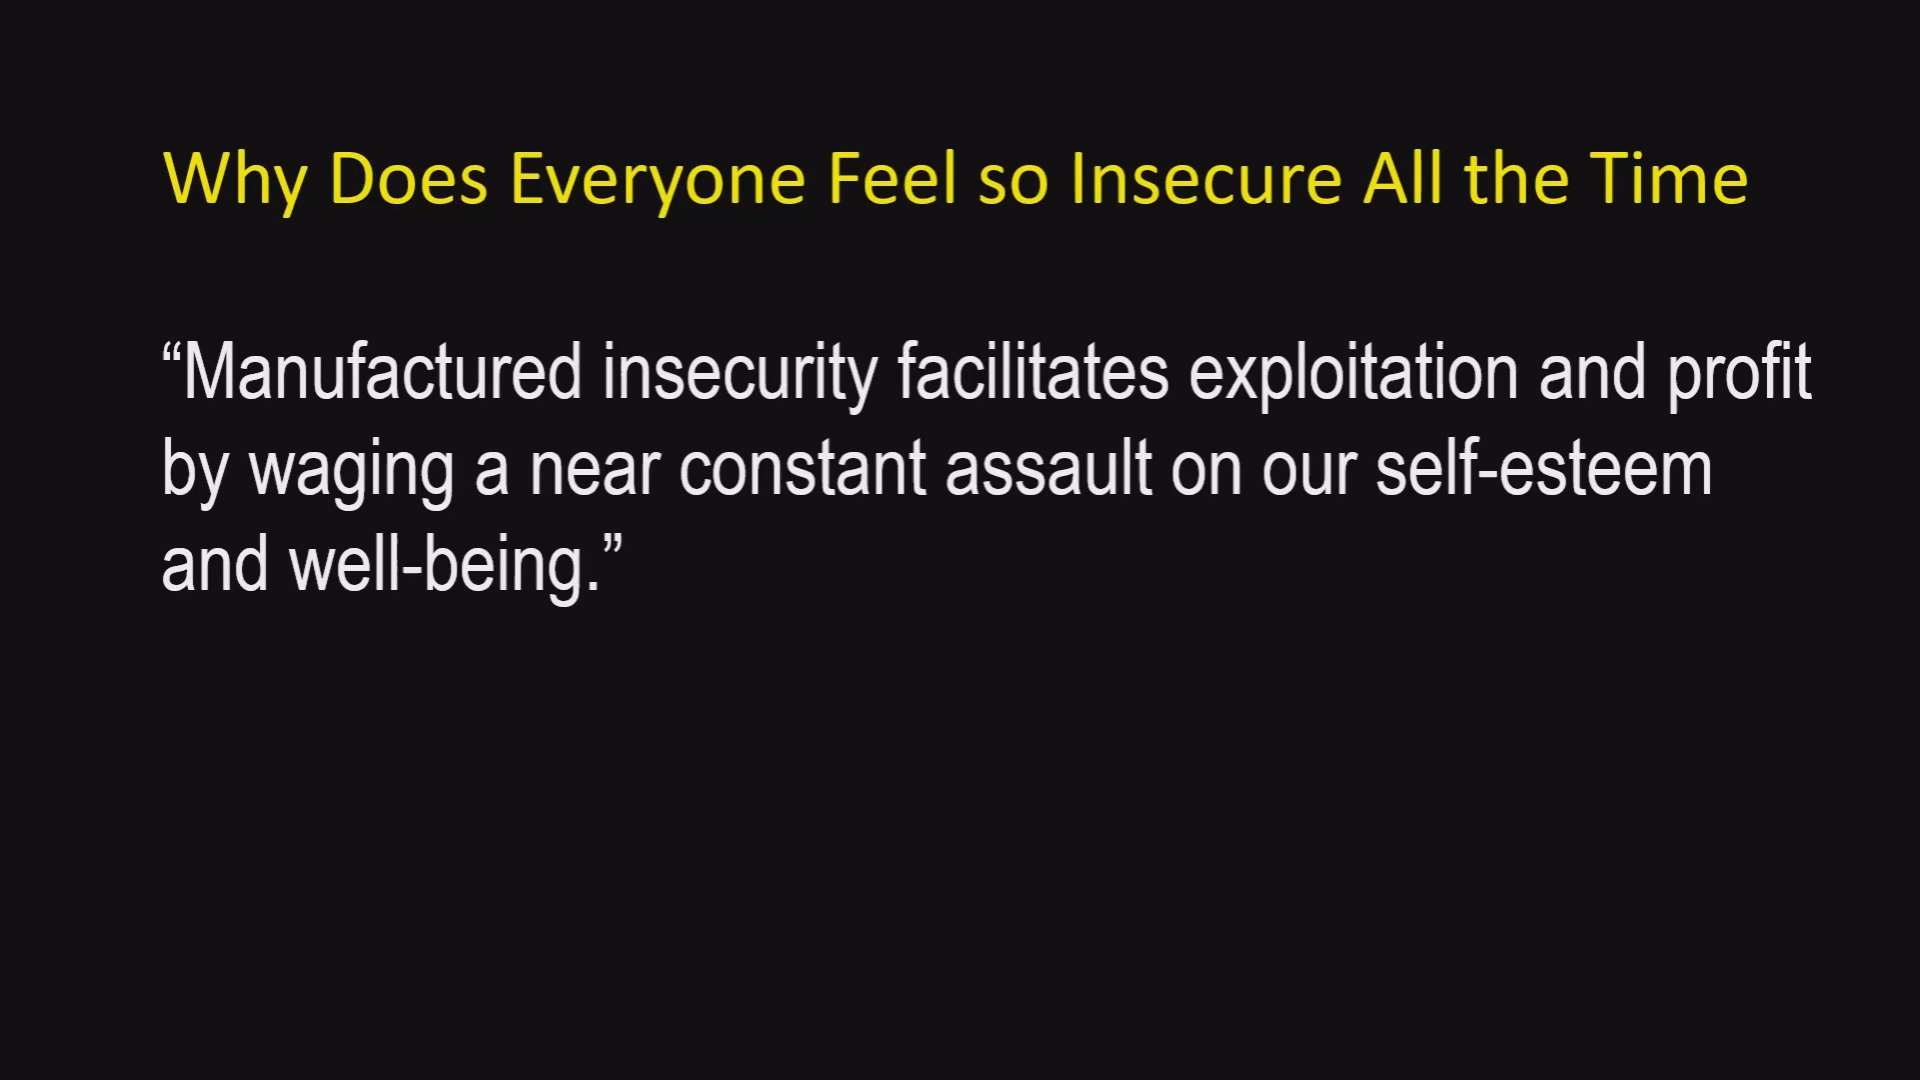 Why Does Everyone Feel so Insecure All the Time
“Manufactured insecurity facilitates exploitation and profit
by waging a near constant assault on our self-esteem
and well-being.”